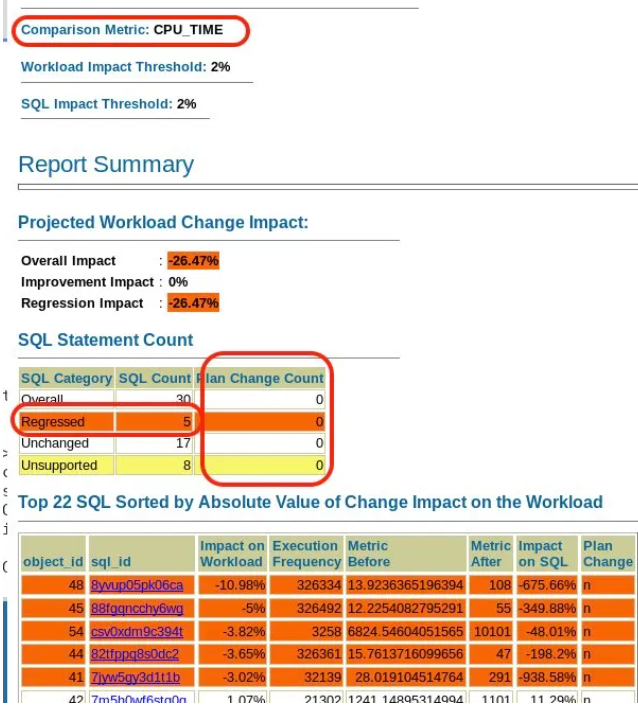 Comparison Metric: CPU_TIME
Workload Impact Threshold: 2%
SQL Impact Threshold: 2%
Report Summary
Projected Workload Change Impact:
Overall Impact : -26.47%
Improvement Impact : 0%
Regression Impact : -26.47%
SQL Statement Count
SQL Category SQL Count Plan Change Count
Overall 30 0
Regressed 5 0
Unchanged 17 0
Unsupported 8 0
Top 22 SQL Sorted by Absolute Value of Change Impact on the Workload
object_id sql_id Impact on Workload Execution Frequency Metric Before Metric After Impact on SQL Plan Change
48 8yvup05pk06ca -10.98% 326334 13.9236365196394 108 -675.66% n
45 88fgqncchy6wg -5% 326492 12.2254082795291 55 -349.88% n
54 csv0xdm9c394t -3.82% 3258 6824.54604051565 10101 -48.01% n
44 82tfppq8s0dc2 -3.65% 326361 15.7613716099656 47 -198.2% n
41 7jyw5gy3d1t1b -3.02% 32139 28.019104514764 291 -938.58% n
42 7m5h0wf6stq0q 1.07% 21302 1241.14895314994 1101 11.29% n